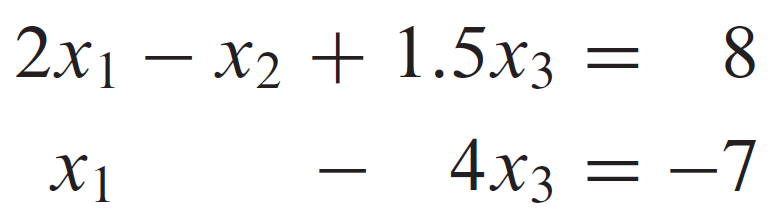 2x₁ − x₂ + 1.5x₃ = 8
x₁ − 4x₃ = −7